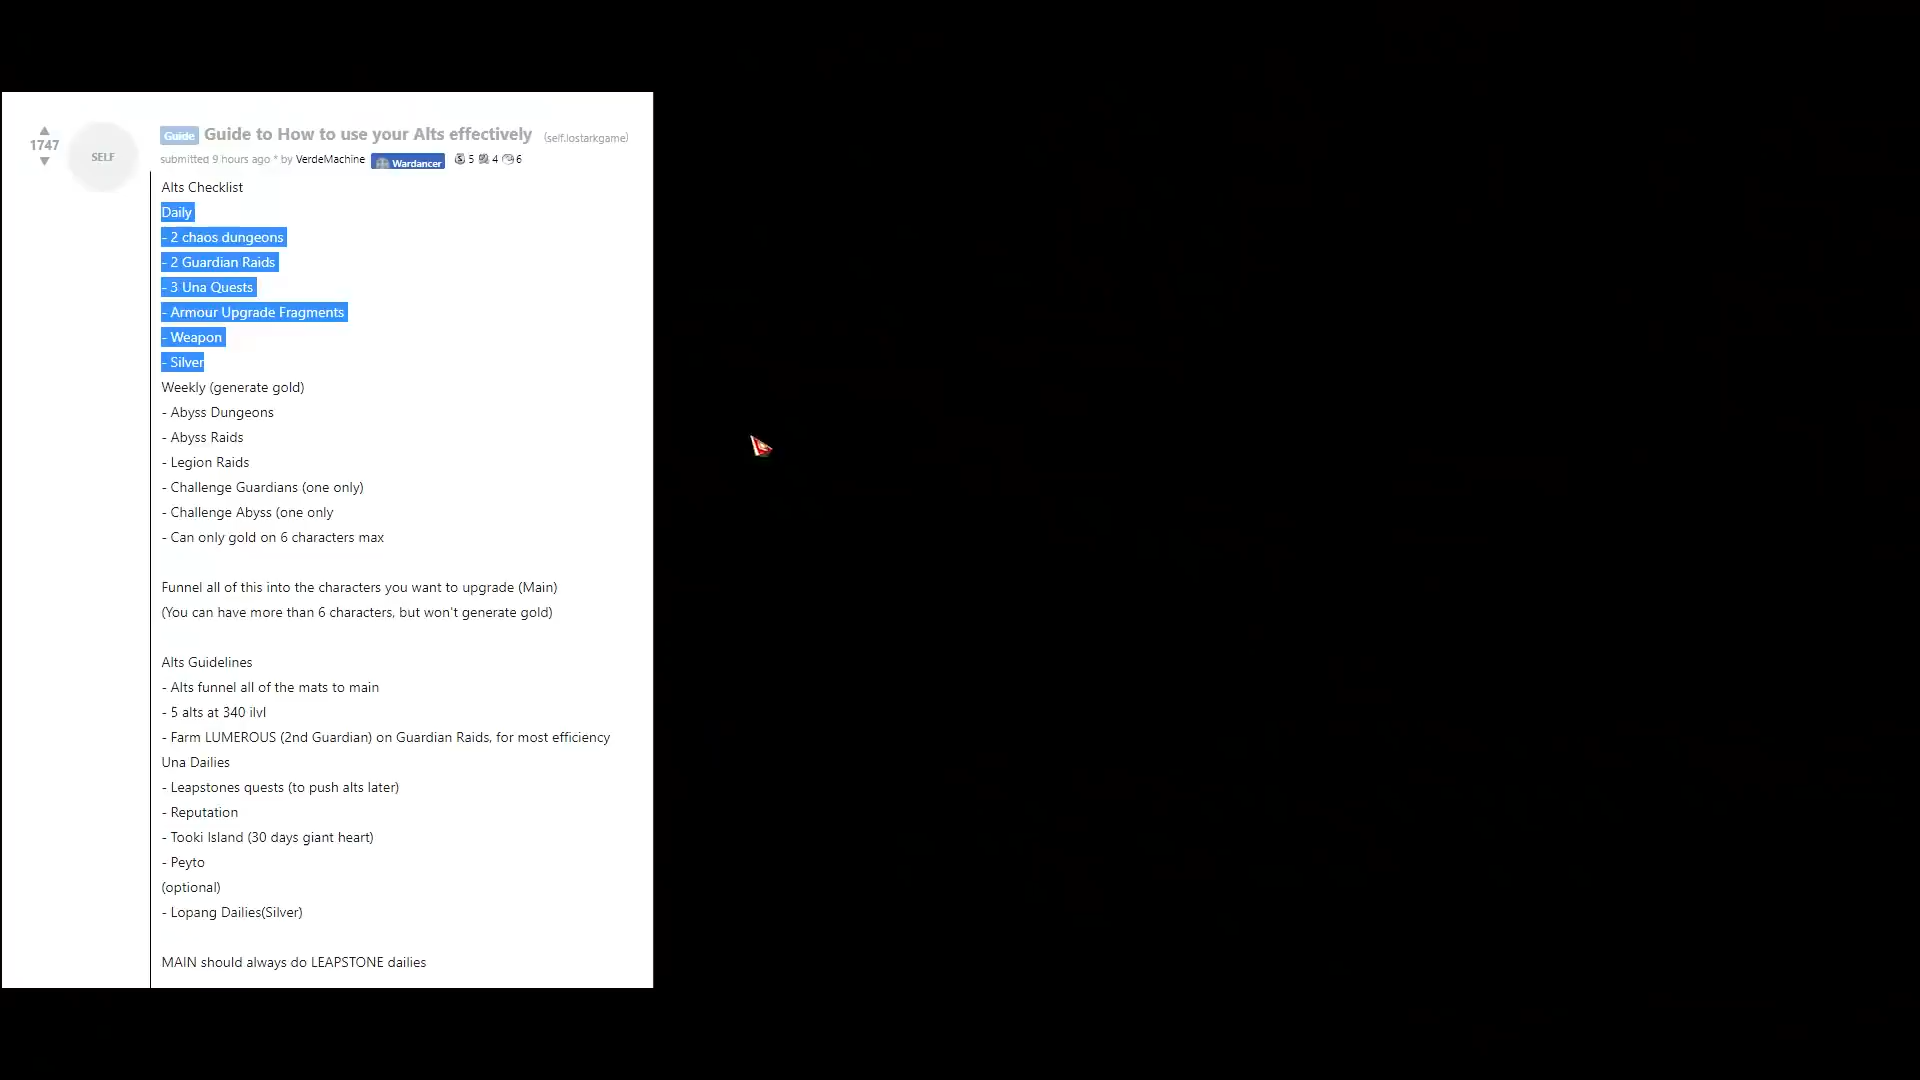 1747
SELF
Guide Guide to How to use your Alts effectively (self.lostarkgame)
submitted 9 hours ago * by VerdeMachine Wardancer 5 4 6
Alts Checklist
Daily
- 2 chaos dungeons
- 2 Guardian Raids
- 3 Una Quests
- Armour Upgrade Fragments
- Weapon
- Silver
Weekly (generate gold)
- Abyss Dungeons
- Abyss Raids
- Legion Raids
- Challenge Guardians (one only)
- Challenge Abyss (one only
- Can only gold on 6 characters max
Funnel all of this into the characters you want to upgrade (Main)
(You can have more than 6 characters, but won't generate gold)
Alts Guidelines
- Alts funnel all of the mats to main
- 5 alts at 340 ilvl
- Farm LUMEROUS (2nd Guardian) on Guardian Raids, for most efficiency
Una Dailies
- Leapstones quests (to push alts later)
- Reputation
- Tooki Island (30 days giant heart)
- Peyto
(optional)
- Lopang Dailies(Silver)
MAIN should always do LEAPSTONE dailies